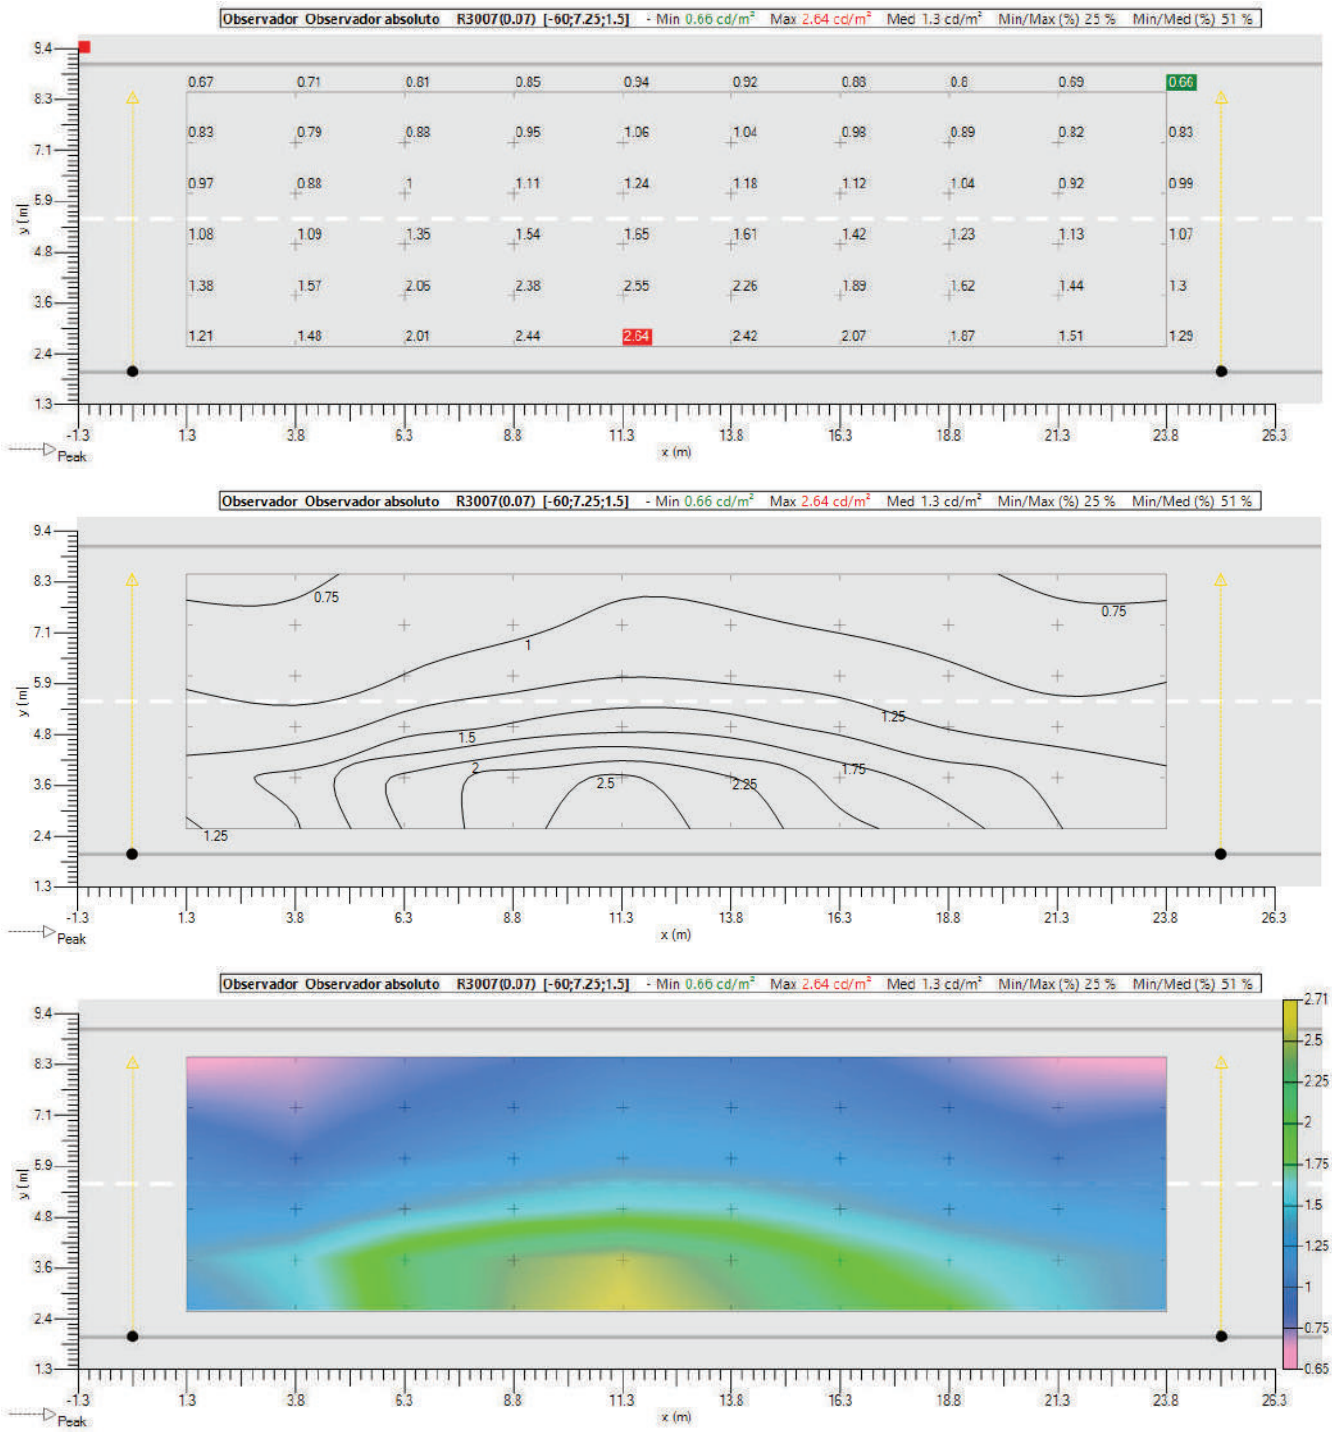 Observador Observador absoluto R3007(0.07) [-60;7.25;1.5] - Min 0.66 cd/m² Max 2.64 cd/m² Med 1.3 cd/m² Min/Max (%) 25 % Min/Med (%) 51 %
9.4
0.67 0.71 0.81 0.85 0.94 0.92 0.88 0.8 0.69 0.66
8.3
0.83 0.79 0.88 0.95 1.06 1.04 0.98 0.89 0.82 0.83
7.1
0.97 0.88 1 1.11 1.24 1.18 1.12 1.04 0.92 0.99
5.9
y (m)
1.08 1.09 1.35 1.54 1.65 1.61 1.42 1.23 1.13 1.07
4.8
1.38 1.57 2.05 2.38 2.55 2.26 1.89 1.62 1.44 1.3
3.6
1.21 1.48 2.01 2.44 2.64 2.42 2.07 1.87 1.51 1.29
2.4
1.3
-1.3 1.3 3.8 6.3 8.8 11.3 13.8 16.3 18.8 21.3 23.8 26.3
Peak
x (m)
Observador Observador absoluto R3007(0.07) [-60;7.25;1.5] - Min 0.66 cd/m² Max 2.64 cd/m² Med 1.3 cd/m² Min/Max (%) 25 % Min/Med (%) 51 %
9.4
8.3
0.75 0.75
7.1
1
5.9
y (m)
1.25
4.8
1.5
2 1.75
3.6
2.5 2.25
2.4
1.25
1.3
-1.3 1.3 3.8 6.3 8.8 11.3 13.8 16.3 18.8 21.3 23.8 26.3
Peak
x (m)
Observador Observador absoluto R3007(0.07) [-60;7.25;1.5] - Min 0.66 cd/m² Max 2.64 cd/m² Med 1.3 cd/m² Min/Max (%) 25 % Min/Med (%) 51 %
9.4
8.3
7.1
5.9
y (m)
4.8
3.6
2.4
1.3
-1.3 1.3 3.8 6.3 8.8 11.3 13.8 16.3 18.8 21.3 23.8 26.3
Peak
x (m)
2.71
2.5
2.25
2
1.75
1.5
1.25
1
0.75
0.65